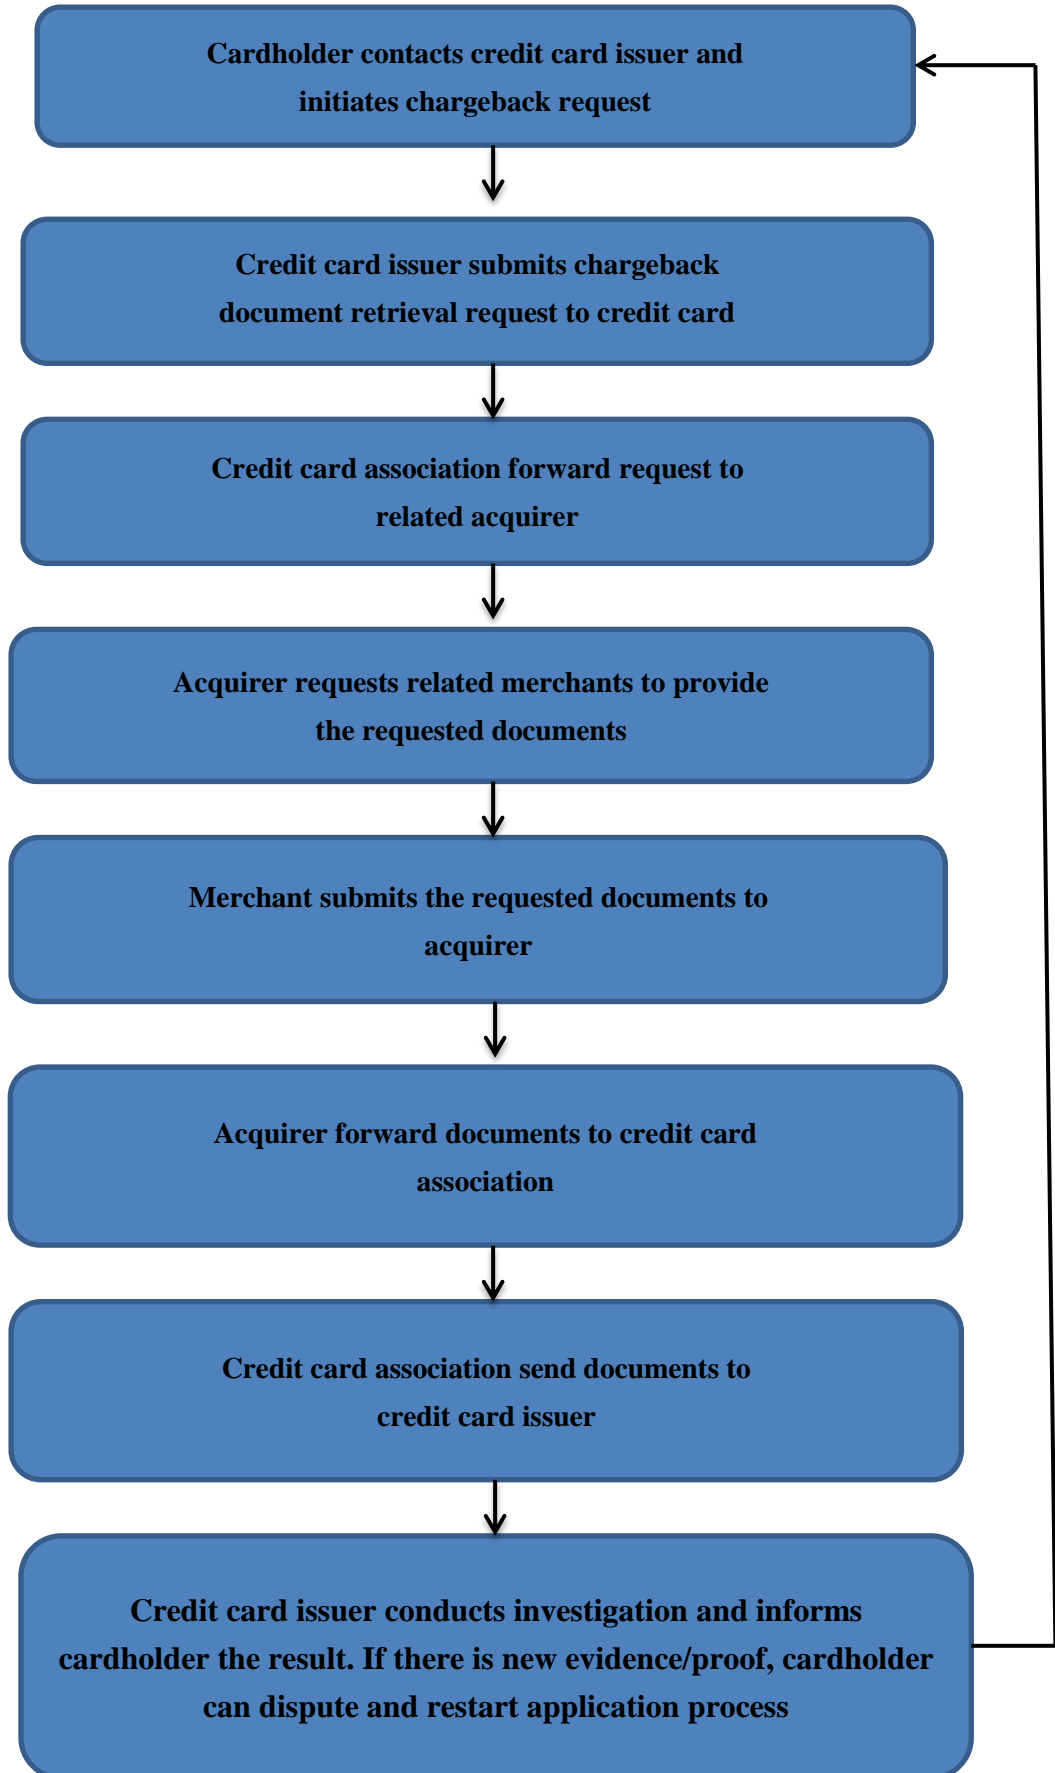 Cardholder contacts credit card issuer and
initiates chargeback request
Credit card issuer submits chargeback
document retrieval request to credit card
Credit card association forward request to
related acquirer
Acquirer requests related merchants to provide
the requested documents
Merchant submits the requested documents to
acquirer
Acquirer forward documents to credit card
association
Credit card association send documents to
credit card issuer
Credit card issuer conducts investigation and informs
cardholder the result. If there is new evidence/proof, cardholder
can dispute and restart application process